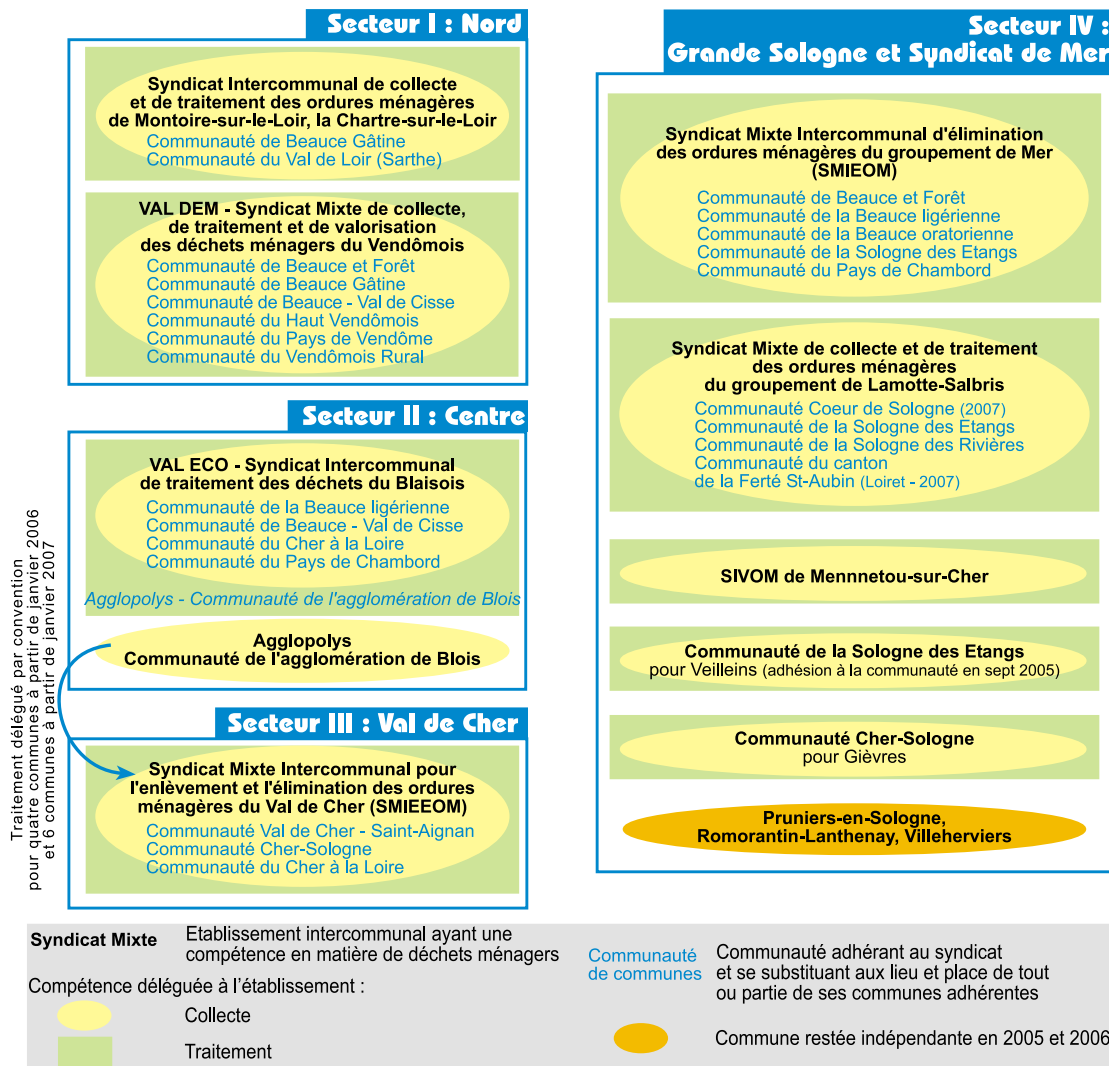 Secteur I : Nord
Syndicat Intercommunal de collecte
et de traitement des ordures ménagères
de Montoire-sur-le-Loir, la Chartre-sur-le-Loir
Communauté de Beauce Gâtine
Communauté du Val de Loir (Sarthe)
VAL DEM - Syndicat Mixte de collecte,
de traitement et de valorisation
des déchets ménagers du Vendômois
Communauté de Beauce et Forêt
Communauté de Beauce Gâtine
Communauté de Beauce - Val de Cisse
Communauté du Haut Vendômois
Communauté du Pays de Vendôme
Communauté du Vendômois Rural
Secteur II : Centre
VAL ECO - Syndicat Intercommunal
de traitement des déchets du Blaisois
Communauté de la Beauce ligérienne
Communauté de Beauce - Val de Cisse
Communauté du Cher à la Loire
Communauté du Pays de Chambord
Agglopolys - Communauté de l'agglomération de Blois
Agglopolys
Communauté de l'agglomération de Blois
Traitement délégué par convention
pour quatre communes à partir de janvier 2006
et 6 communes à partir de janvier 2007
Secteur III : Val de Cher
Syndicat Mixte Intercommunal pour
l'enlèvement et l'élimination des ordures
ménagères du Val de Cher (SMIEEOM)
Communauté Val de Cher - Saint-Aignan
Communauté Cher-Sologne
Communauté du Cher à la Loire
Secteur IV :
Grande Sologne et Syndicat de Mer
Syndicat Mixte Intercommunal d'élimination
des ordures ménagères du groupement de Mer
(SMIEOM)
Communauté de Beauce et Forêt
Communauté de la Beauce ligérienne
Communauté de la Beauce oratorienne
Communauté de la Sologne des Etangs
Communauté du Pays de Chambord
Syndicat Mixte de collecte et de traitement
des ordures ménagères
du groupement de Lamotte-Salbris
Communauté Coeur de Sologne (2007)
Communauté de la Sologne des Etangs
Communauté de la Sologne des Rivières
Communauté du canton
de la Ferté St-Aubin (Loiret - 2007)
SIVOM de Mennnetou-sur-Cher
Communauté de la Sologne des Etangs
pour Veilleins (adhésion à la communauté en sept 2005)
Communauté Cher-Sologne
pour Gièvres
Pruniers-en-Sologne,
Romorantin-Lanthenay, Villeherviers
Syndicat Mixte
Etablissement intercommunal ayant une
compétence en matière de déchets ménagers
Compétence déléguée à l'établissement :
Collecte
Traitement
Communauté
de communes
Communauté adhérant au syndicat
et se substituant aux lieu et place de tout
ou partie de ses communes adhérentes
Commune restée indépendante en 2005 et 2006